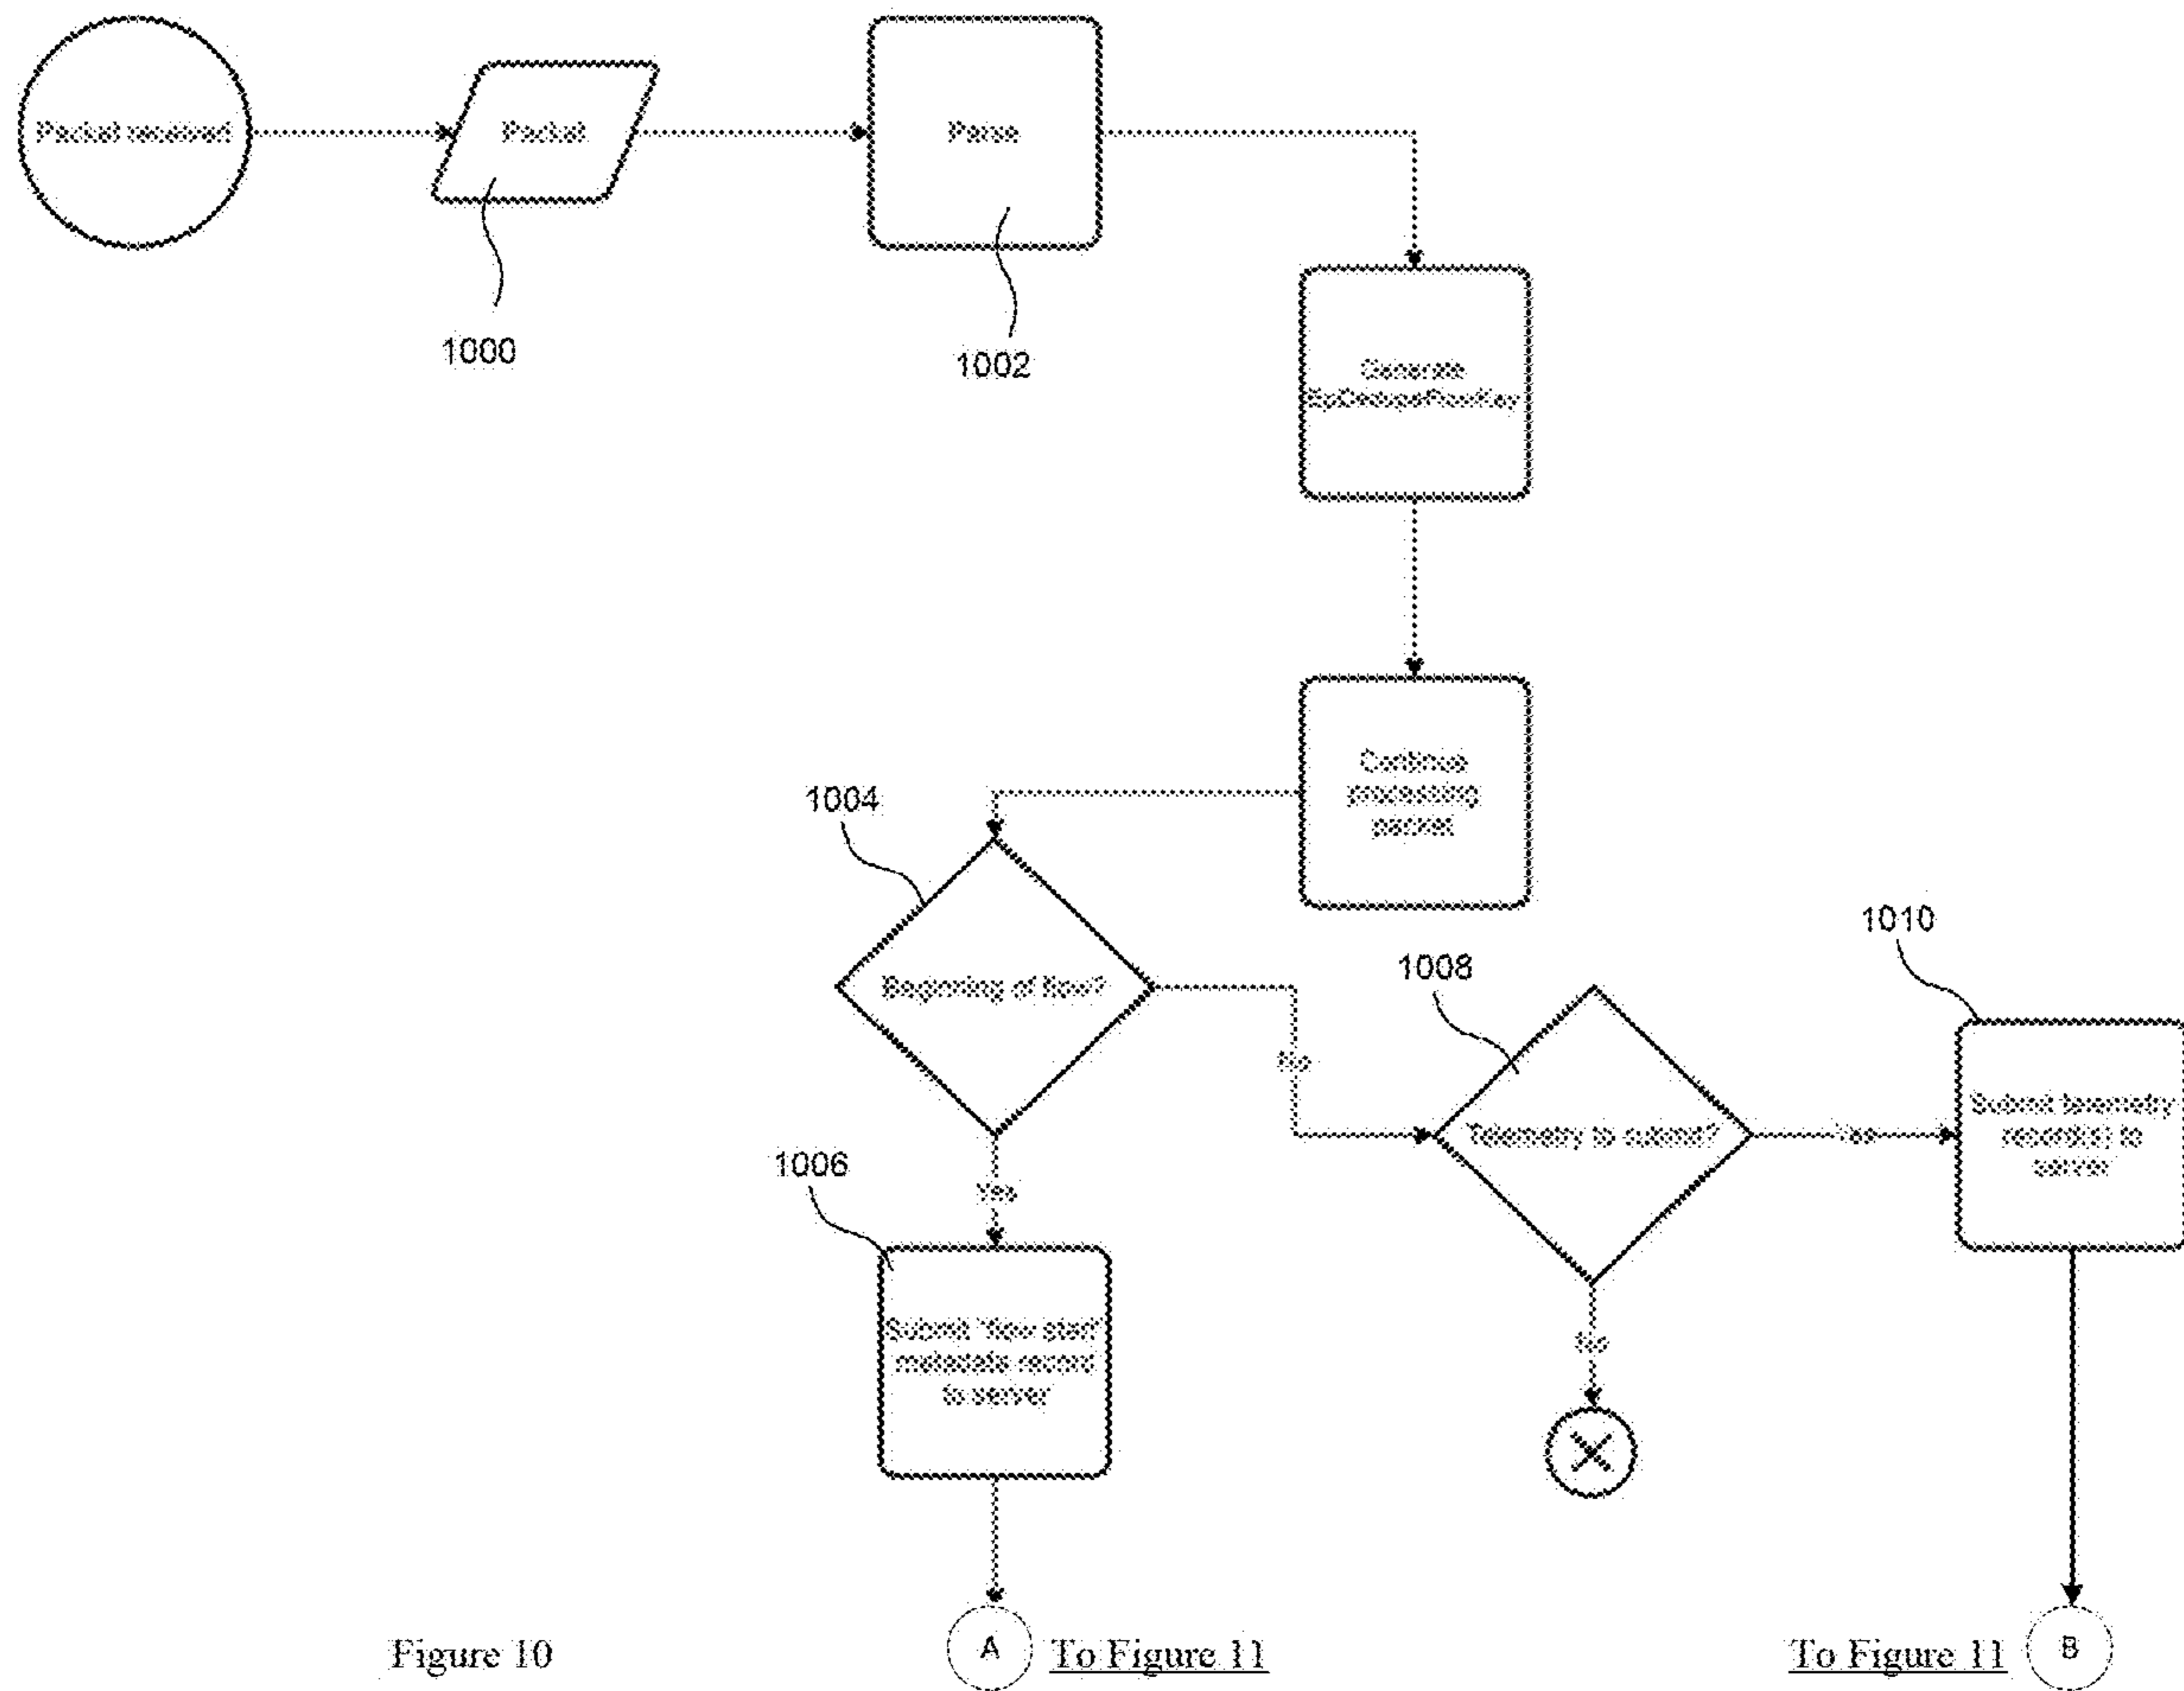 Packet received
Packet
Parse
1000
1002
Generate
Continue
processing
packet
1004
Beginning of flow?
1008
1010
No
Telemetry to submit?
Yes
Submit telemetry
record(s) to
server
1006
Yes
Submit "flow start"
metadata record
to server
No
A
To Figure 11
To Figure 11
B
Figure 10